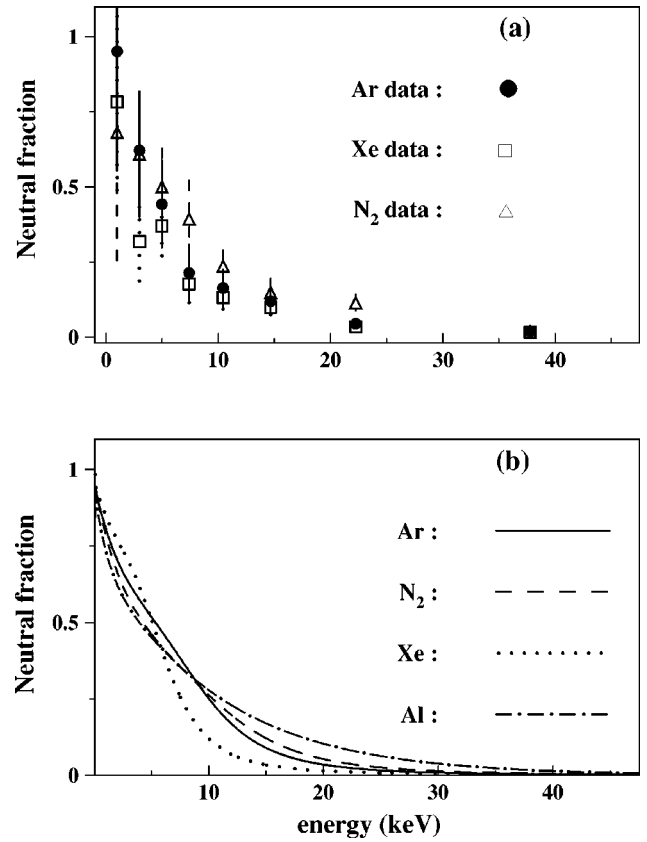 (a)
1
Ar data :
Xe data :
Neutral fraction
0.5
N2 data :
0
0 10 20 30 40
(b)
1
Ar :
N2 :
Neutral fraction
0.5
Xe :
Al :
0
10 20 30 40
energy (keV)